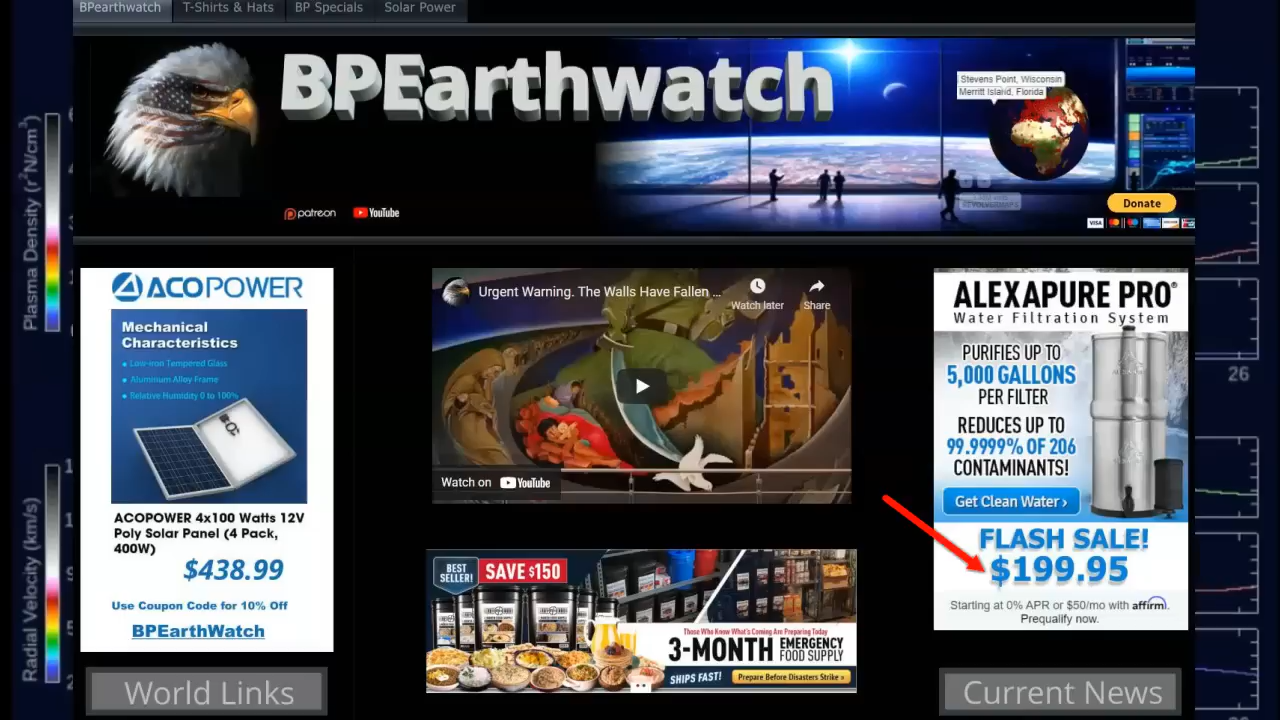 BPearthwatch
T-Shirts & Hats
BP Specials
Solar Power
BPEarthwatch
Stevens Point, Wisconsin
Merritt Island, Florida
patreon
YouTube
Donate
VISA
Plasma Density (r²N/cm³)
Radial Velocity (km/s)
ACOPOWER
Mechanical
Characteristics
Low-iron Tempered Glass
Aluminum Alloy Frame
Relative Humidity 0 to 100%
ACOPOWER 4x100 Watts 12V
Poly Solar Panel (4 Pack,
400W)
$438.99
Use Coupon Code for 10% Off
BPEarthWatch
World Links
Urgent Warning. The Walls Have Fallen ...
Watch later
Share
Watch on YouTube
BEST
SELLER!
SAVE $150
Those Who Know What's Coming Are Preparing Today
3-MONTH EMERGENCY
FOOD SUPPLY
SHIPS FAST!
Prepare Before Disasters Strike »
ALEXAPURE PRO®
Water Filtration System
PURIFIES UP TO
5,000 GALLONS
PER FILTER
REDUCES UP TO
99.9999% OF 206
CONTAMINANTS!
Get Clean Water ›
FLASH SALE!
$199.95
Starting at 0% APR or $50/mo with affirm.
Prequalify now.
Current News
26